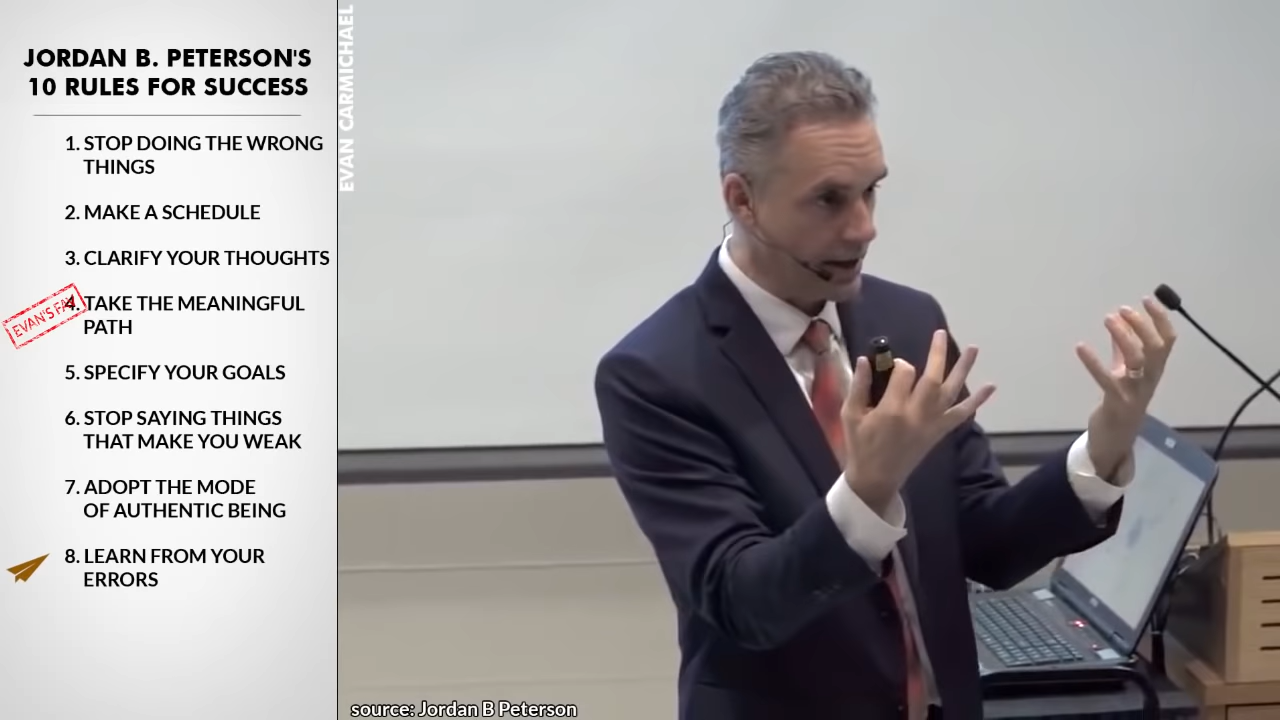 JORDAN B. PETERSON'S
10 RULES FOR SUCCESS
1. STOP DOING THE WRONG
THINGS
2. MAKE A SCHEDULE
3. CLARIFY YOUR THOUGHTS
4. TAKE THE MEANINGFUL
PATH
EVAN'S
5. SPECIFY YOUR GOALS
6. STOP SAYING THINGS
THAT MAKE YOU WEAK
7. ADOPT THE MODE
OF AUTHENTIC BEING
8. LEARN FROM YOUR
ERRORS
EVAN CARMICHAEL
source: Jordan B Peterson